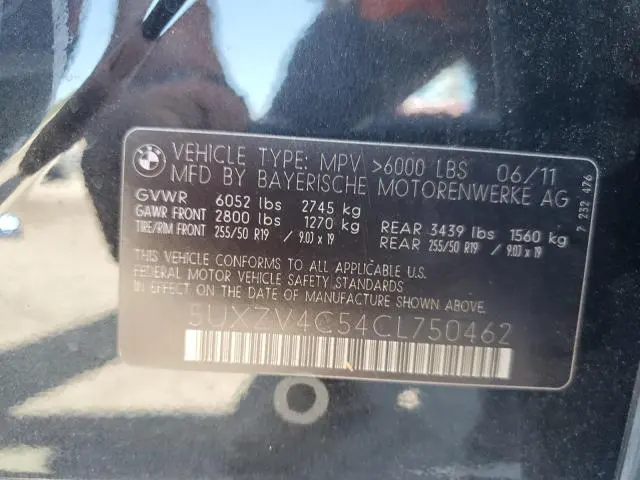 VEHICLE TYPE: MPV >6000 LBS 06/11
MFD BY BAYERISCHE MOTORENWERKE AG
GVWR 6052 lbs 2745 kg
GAWR FRONT 2800 lbs 1270 kg REAR 3439 lbs 1560 kg
TIRE/RIM FRONT 255/50 R19 / 9.0J x 19 REAR 255/50 R19 / 9.0J x 19
THIS VEHICLE CONFORMS TO ALL APPLICABLE U.S.
FEDERAL MOTOR VEHICLE SAFETY STANDARDS
IN EFFECT ON THE DATE OF MANUFACTURE SHOWN ABOVE.
5UXZV4C54CL750462
7 232 476